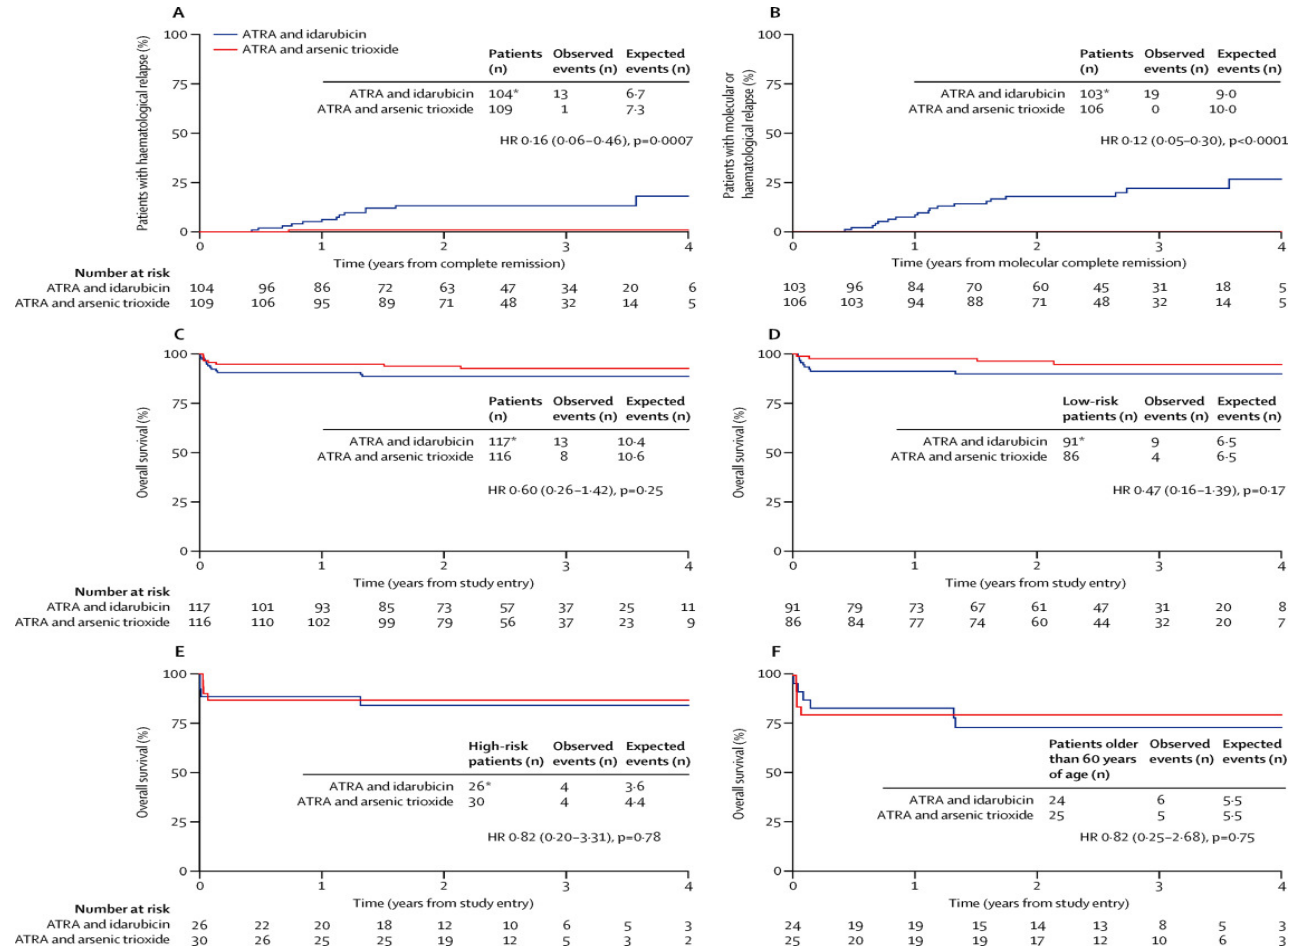 A
100
75
50
25
0
Patients with haematological relapse (%)
ATRA and idarubicin
ATRA and arsenic trioxide
Patients (n) Observed events (n) Expected events (n)
ATRA and idarubicin 104* 13 6·7
ATRA and arsenic trioxide 109 1 7·3
HR 0·16 (0·06–0·46), p=0·0007
0 1 2 3 4
Time (years from complete remission)
Number at risk
ATRA and idarubicin 104 96 86 72 63 47 34 20 6
ATRA and arsenic trioxide 109 106 95 89 71 48 32 14 5
B
100
75
50
25
0
Patients with molecular or haematological relapse (%)
Patients (n) Observed events (n) Expected events (n)
ATRA and idarubicin 103* 19 9·0
ATRA and arsenic trioxide 106 0 10·0
HR 0·12 (0·05–0·30), p<0·0001
0 1 2 3 4
Time (years from molecular complete remission)
103 96 84 70 60 45 31 18 5
106 103 94 88 71 48 32 14 5
C
100
75
50
25
0
Overall survival (%)
Patients (n) Observed events (n) Expected events (n)
ATRA and idarubicin 117* 13 10·4
ATRA and arsenic trioxide 116 8 10·6
HR 0·60 (0·26–1·42), p=0·25
0 1 2 3 4
Time (years from study entry)
Number at risk
ATRA and idarubicin 117 101 93 85 73 57 37 25 11
ATRA and arsenic trioxide 116 110 102 99 79 56 37 23 9
D
100
75
50
25
0
Overall survival (%)
Low-risk patients (n) Observed events (n) Expected events (n)
ATRA and idarubicin 91* 9 6·5
ATRA and arsenic trioxide 86 4 6·5
HR 0·47 (0·16–1·39), p=0·17
0 1 2 3 4
Time (years from study entry)
91 79 73 67 61 47 31 20 8
86 84 77 74 60 44 32 20 7
E
100
75
50
25
0
Overall survival (%)
High-risk patients (n) Observed events (n) Expected events (n)
ATRA and idarubicin 26* 4 3·6
ATRA and arsenic trioxide 30 4 4·4
HR 0·82 (0·20–3·31), p=0·78
0 1 2 3 4
Time (years from study entry)
Number at risk
ATRA and idarubicin 26 22 20 18 12 10 6 5 3
ATRA and arsenic trioxide 30 26 25 25 19 12 5 3 2
F
100
75
50
25
0
Overall survival (%)
Patients older than 60 years of age (n) Observed events (n) Expected events (n)
ATRA and idarubicin 24 6 5·5
ATRA and arsenic trioxide 25 5 5·5
HR 0·82 (0·25–2·68), p=0·75
0 1 2 3 4
Time (years from study entry)
24 19 19 15 14 13 8 5 3
25 20 19 19 17 12 10 6 3